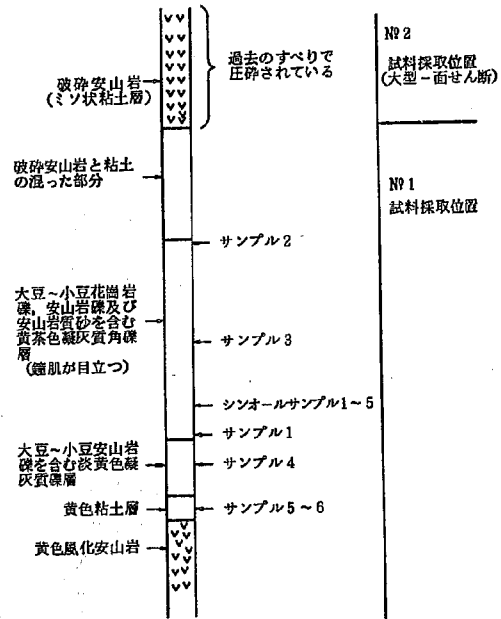 過去のすべりで
圧砕されている
№2
試料採取位置
(大型一面せん断)
破砕安山岩
(ミソ状粘土層)
破砕安山岩と粘土
の混った部分
№1
試料採取位置
サンプル2
大豆~小豆花崗岩
礫,安山岩礫及び
安山岩質砂を含む
黄茶色凝灰質角礫
層
(鏡肌が目立つ)
サンプル3
シンオールサンプル1~5
サンプル1
大豆~小豆安山岩
礫を含む淡黄色凝
灰質礫層
サンプル4
黄色粘土層
サンプル5~6
黄色風化安山岩